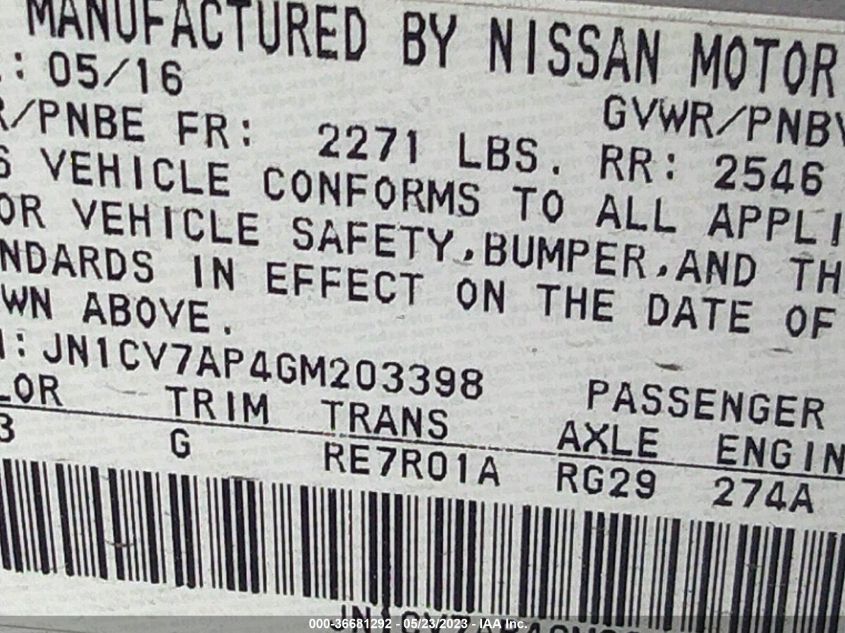 MANUFACTURED BY NISSAN MOTOR
: 05/16
GVWR/PNBV
R/PNBE FR: 2271 LBS. RR: 2546
S VEHICLE CONFORMS TO ALL APPLI
OR VEHICLE SAFETY, BUMPER, AND TH
NDARDS IN EFFECT ON THE DATE OF
WN ABOVE.
: JN1CV7AP4GM203398 PASSENGER
LOR TRIM TRANS AXLE ENGIN
3 G RE7R01A RG29 274A
000-36681292 - 05/23/2023 - IAA Inc.